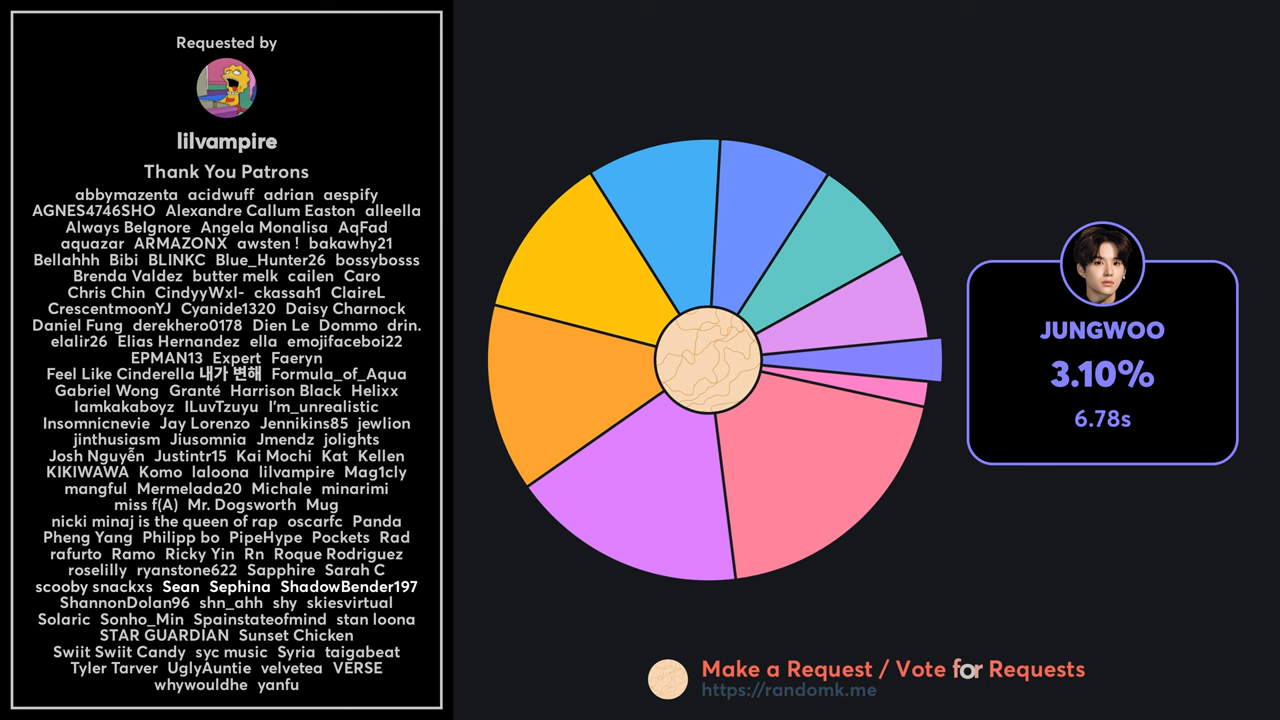 Requested by
lilvampire
Thank You Patrons
abbymazenta acidwuff adrian aespify
AGNES4746SHO Alexandre Callum Easton alleella
Always BeIgnore Angela Monalisa AqFad
aquazar ARMAZONX awsten ! bakawhy21
Bellahhh Bibi BLINKC Blue_Hunter26 bossybosss
Brenda Valdez butter melk cailen Caro
Chris Chin CindyyWxl- ckassah1 ClaireL
CrescentmoonYJ Cyanide1320 Daisy Charnock
Daniel Fung derekhero0178 Dien Le Dommo drin.
elalir26 Elias Hernandez ella emojifaceboi22
EPMAN13 Expert Faeryn
Feel Like Cinderella 내가 변해 Formula_of_Aqua
Gabriel Wong Granté Harrison Black Helixx
Iamkakaboyz ILuvTzuyu I'm_unrealistic
Insomnicnevie Jay Lorenzo Jennikins85 jewlion
jinthusiasm Jiusomnia Jmendz jolights
Josh Nguyễn Justintr15 Kai Mochi Kat Kellen
KIKIWAWA Komo laloona lilvampire Mag1cly
mangful Mermelada20 Michale minarimi
miss f(A) Mr. Dogsworth Mug
nicki minaj is the queen of rap oscarfc Panda
Pheng Yang Philipp bo PipeHype Pockets Rad
rafurto Ramo Ricky Yin Rn Roque Rodriguez
roselilly ryanstone622 Sapphire Sarah C
scooby snackxs Sean Sephina ShadowBender197
ShannonDolan96 shn_ahh shy skiesvirtual
Solaric Sonho_Min Spainstateofmind stan loona
STAR GUARDIAN Sunset Chicken
Swiit Swiit Candy syc music Syria taigabeat
Tyler Tarver UglyAuntie velvetea VERSE
whywouldhe yanfu
JUNGWOO
3.10%
6.78s
Make a Request / Vote for Requests
https://randomk.me